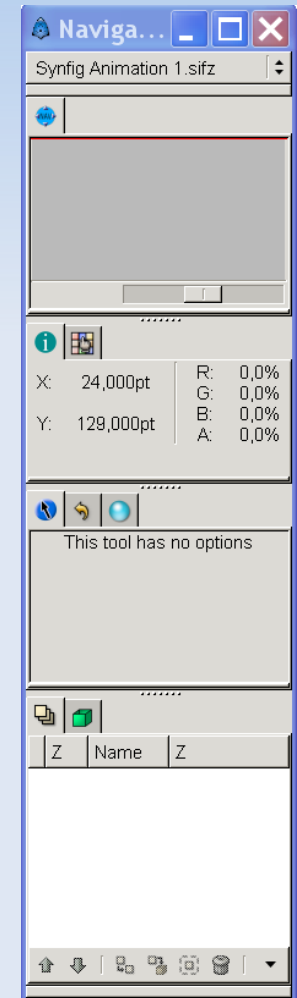 Naviga...
Synfig Animation 1.sifz
X: 24,000pt
Y: 129,000pt
R: 0,0%
G: 0,0%
B: 0,0%
A: 0,0%
This tool has no options
Z Name Z